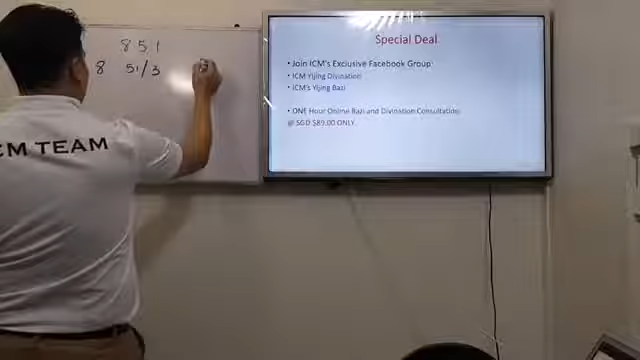 8 5 1
8 51/3
CM TEAM
Special Deal
• Join ICM's Exclusive Facebook Group:
• ICM Yijing Divination
• ICM's Yijing Bazi
• ONE Hour Online Bazi and Divination Consultation
@ SGD $89.00 ONLY.